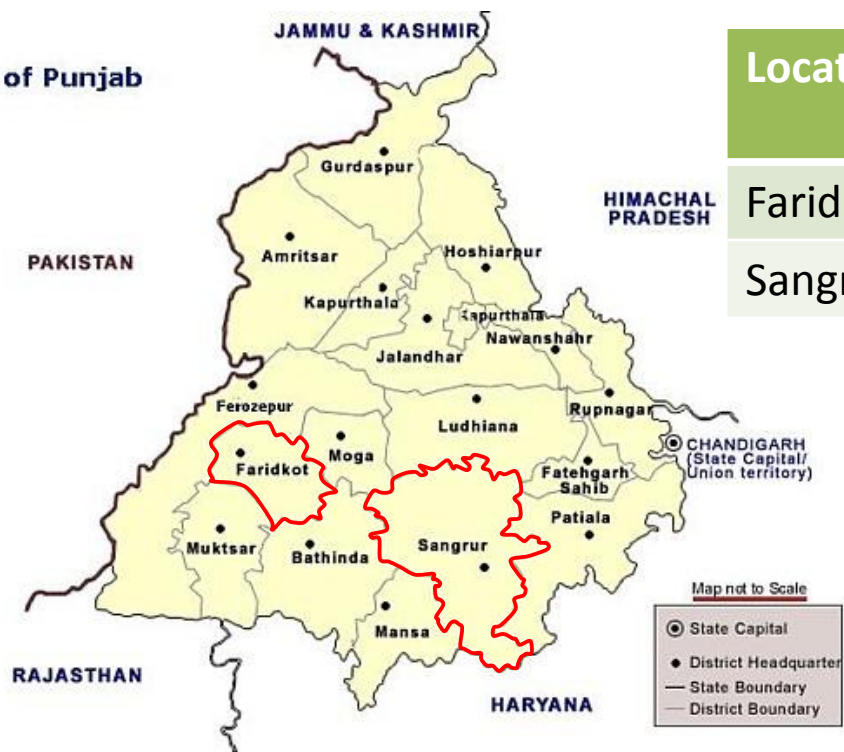 JAMMU & KASHMIR
of Punjab
Locat
Gurdaspur
HIMACHAL
PRADESH
Farid
PAKISTAN
Amritsar
Hoshiarpur
Sangr
Kapurthala
Kapurthala
Nawanshahr
Jalandhar
Ferozepur
Rupnagar
Ludhiana
Moga
Faridkot
CHANDIGARH
(State Capital/
Union territory)
Fatehgarh
Sahib
Patiala
Muktsar
Bathinda
Sangrur
Map not to Scale
Mansa
State Capital
District Headquarter
State Boundary
District Boundary
RAJASTHAN
HARYANA